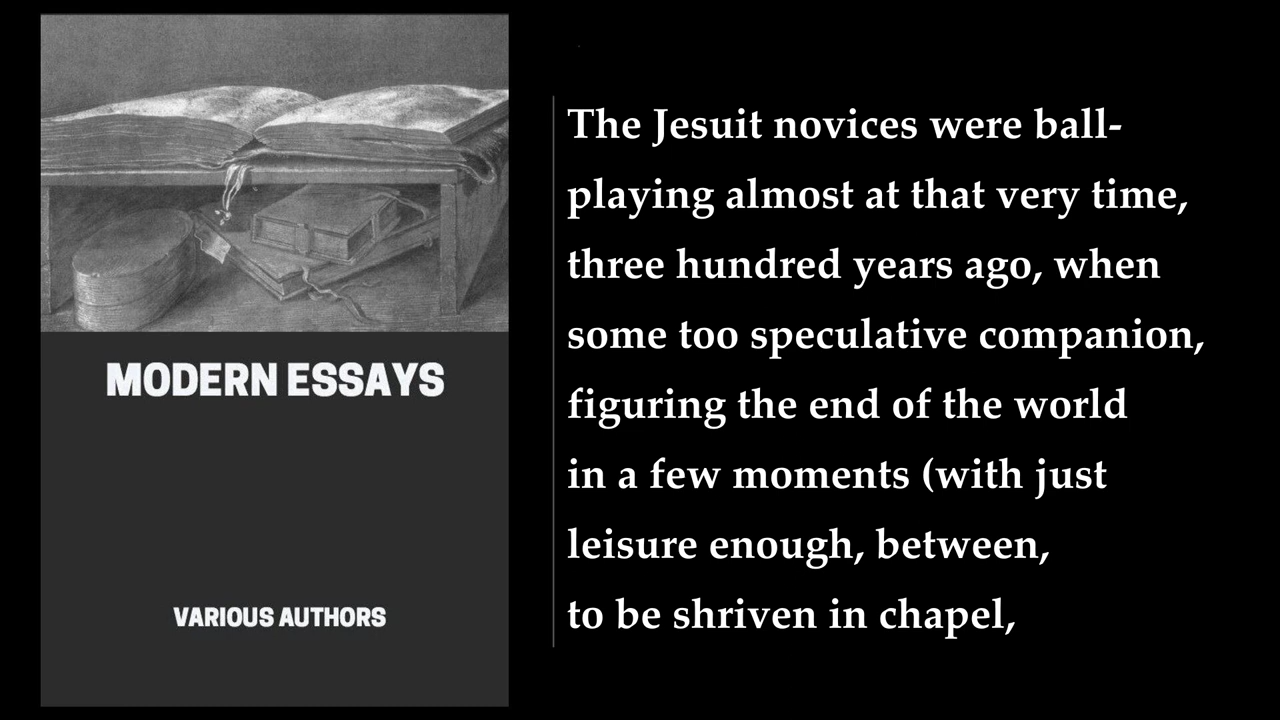 MODERN ESSAYS
VARIOUS AUTHORS
The Jesuit novices were ball-
playing almost at that very time,
three hundred years ago, when
some too speculative companion,
figuring the end of the world
in a few moments (with just
leisure enough, between,
to be shriven in chapel,